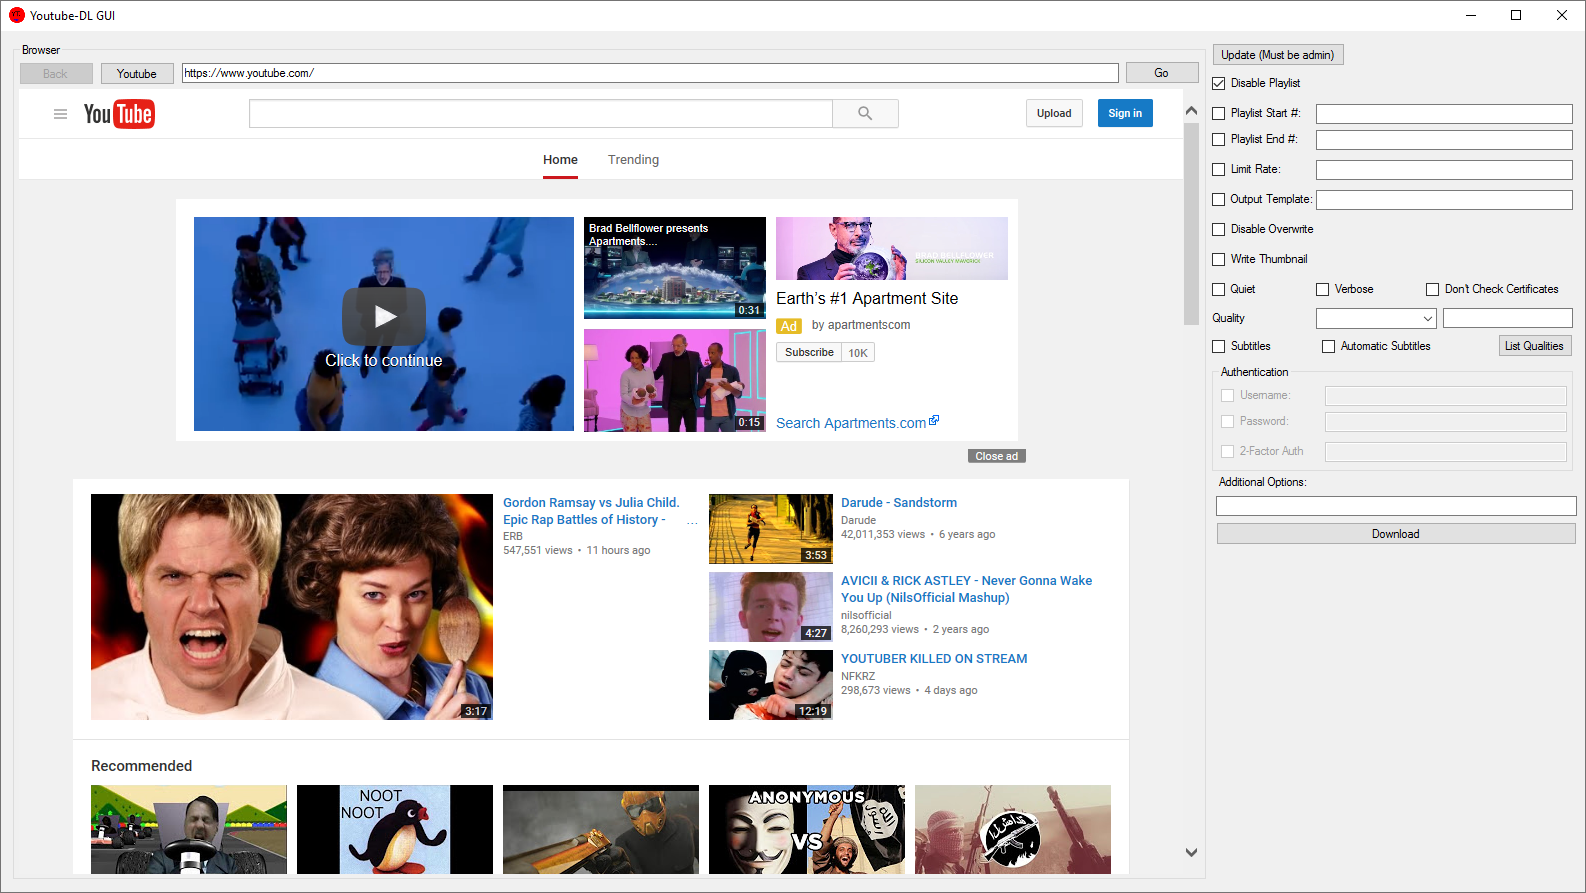 Youtube-DL GUI
Browser
Back
Youtube
https://www.youtube.com/
Go
YouTube
Upload
Sign in
Home
Trending
Click to continue
Brad Bellflower presents
Apartments....
0:31
0:15
BRAD BELLFLOWER
SILICON VALLEY MAVERICK
Earth's #1 Apartment Site
Ad by apartmentscom
Subscribe 10K
Search Apartments.com
Close ad
3:17
Gordon Ramsay vs Julia Child.
Epic Rap Battles of History - ...
ERB
547,551 views • 11 hours ago
3:53
Darude - Sandstorm
Darude
42,011,353 views • 6 years ago
4:27
AVICII & RICK ASTLEY - Never Gonna Wake
You Up (NilsOfficial Mashup)
nilsofficial
8,260,293 views • 2 years ago
12:19
YOUTUBER KILLED ON STREAM
NFKRZ
298,673 views • 4 days ago
Recommended
NOOT
NOOT
ANONYMOUS
VS
Update (Must be admin)
Disable Playlist
Playlist Start #:
Playlist End #:
Limit Rate:
Output Template:
Disable Overwrite
Write Thumbnail
Quiet
Verbose
Don't Check Certificates
Quality
Subtitles
Automatic Subtitles
List Qualities
Authentication
Username:
Password:
2-Factor Auth
Additional Options:
Download